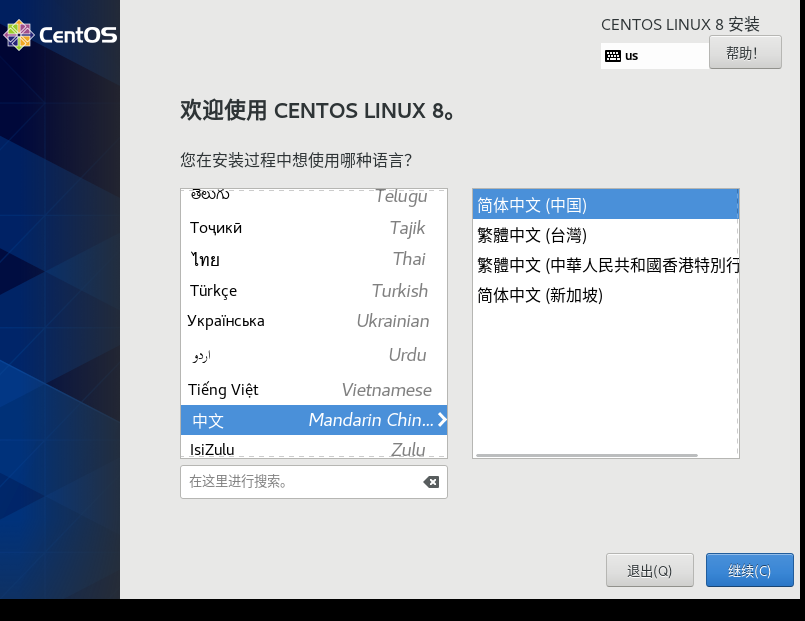 CentOS
CENTOS LINUX 8 安装
us
帮助！
欢迎使用 CENTOS LINUX 8。
您在安装过程中想使用哪种语言？
తెలుగు Telugu
Тоҷикӣ Tajik
ไทย Thai
Türkçe Turkish
Українська Ukrainian
اردو Urdu
Tiếng Việt Vietnamese
中文 Mandarin Chin...
IsiZulu Zulu
简体中文 (中国)
繁體中文 (台灣)
繁體中文 (中華人民共和國香港特別行
简体中文 (新加坡)
在这里进行搜索。
退出(Q)
继续(C)